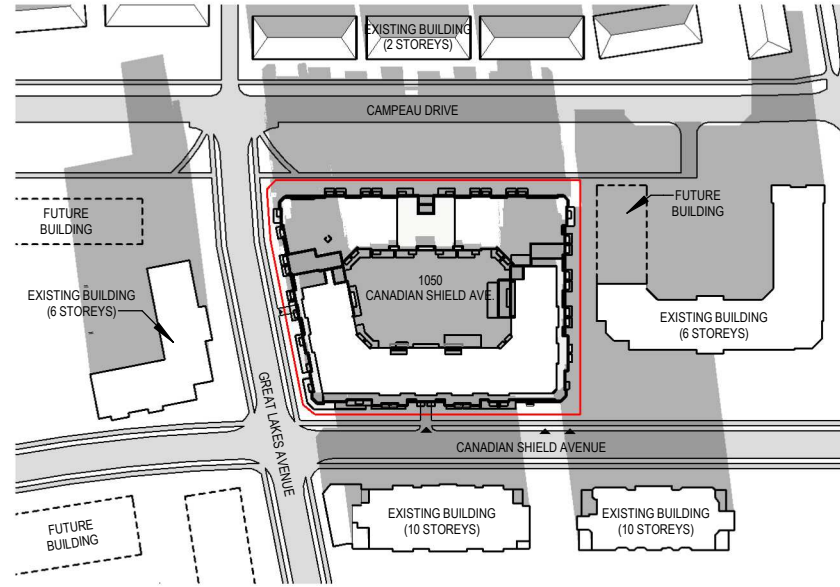 EXISTING BUILDING
(2 STOREYS)
CAMPEAU DRIVE
FUTURE
BUILDING
FUTURE
BUILDING
1050
CANADIAN SHIELD AVE.
EXISTING BUILDING
(6 STOREYS)
EXISTING BUILDING
(6 STOREYS)
GREAT LAKES AVENUE
CANADIAN SHIELD AVENUE
EXISTING BUILDING
(10 STOREYS)
EXISTING BUILDING
(10 STOREYS)
FUTURE
BUILDING